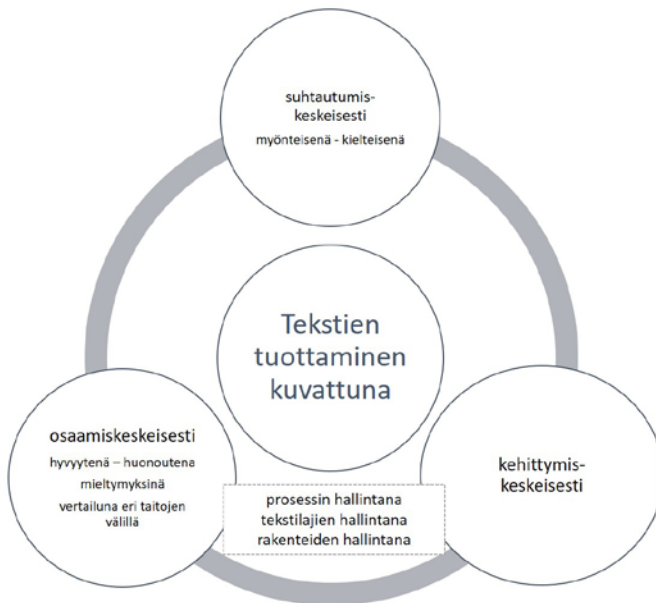 suhtautumis-
keskeisesti
myönteisenä - kielteisenä
Tekstien
tuottaminen
kuvattuna
osaamiskeskeisesti
hyvyytenä – huonoutena
mieltymyksinä
vertailuna eri taitojen
välillä
kehittymis-
keskeisesti
prosessin hallintana
tekstilajien hallintana
rakenteiden hallintana